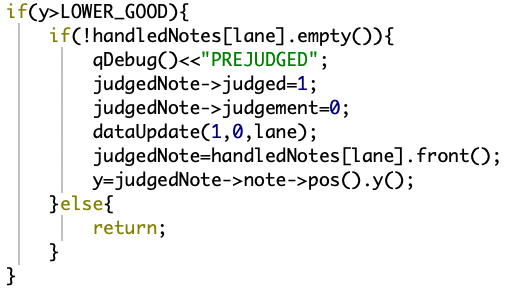 if(y>LOWER_GOOD){
    if(!handledNotes[lane].empty()){
        qDebug()<<"PREJUDGED";
        judgedNote->judged=1;
        judgedNote->judgement=0;
        dataUpdate(1,0,lane);
        judgedNote=handledNotes[lane].front();
        y=judgedNote->note->pos().y();
    }else{
        return;
    }
}